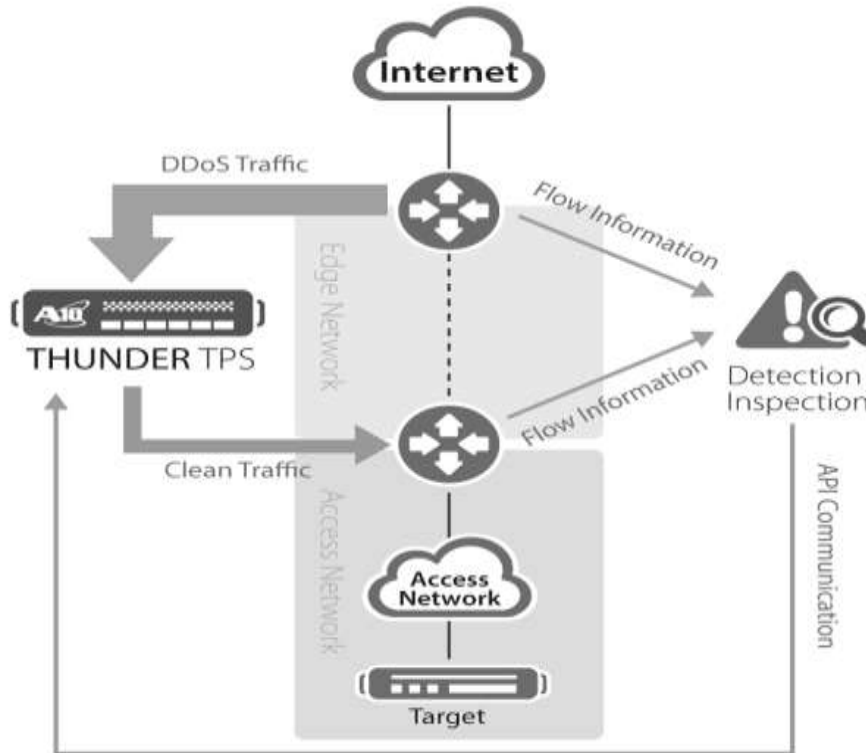 Internet
DDoS Traffic
Flow Information
Edge Network
A10
THUNDER TPS
Detection
Inspection
Flow Information
Clean Traffic
Access Network
API Communication
Access
Network
Target